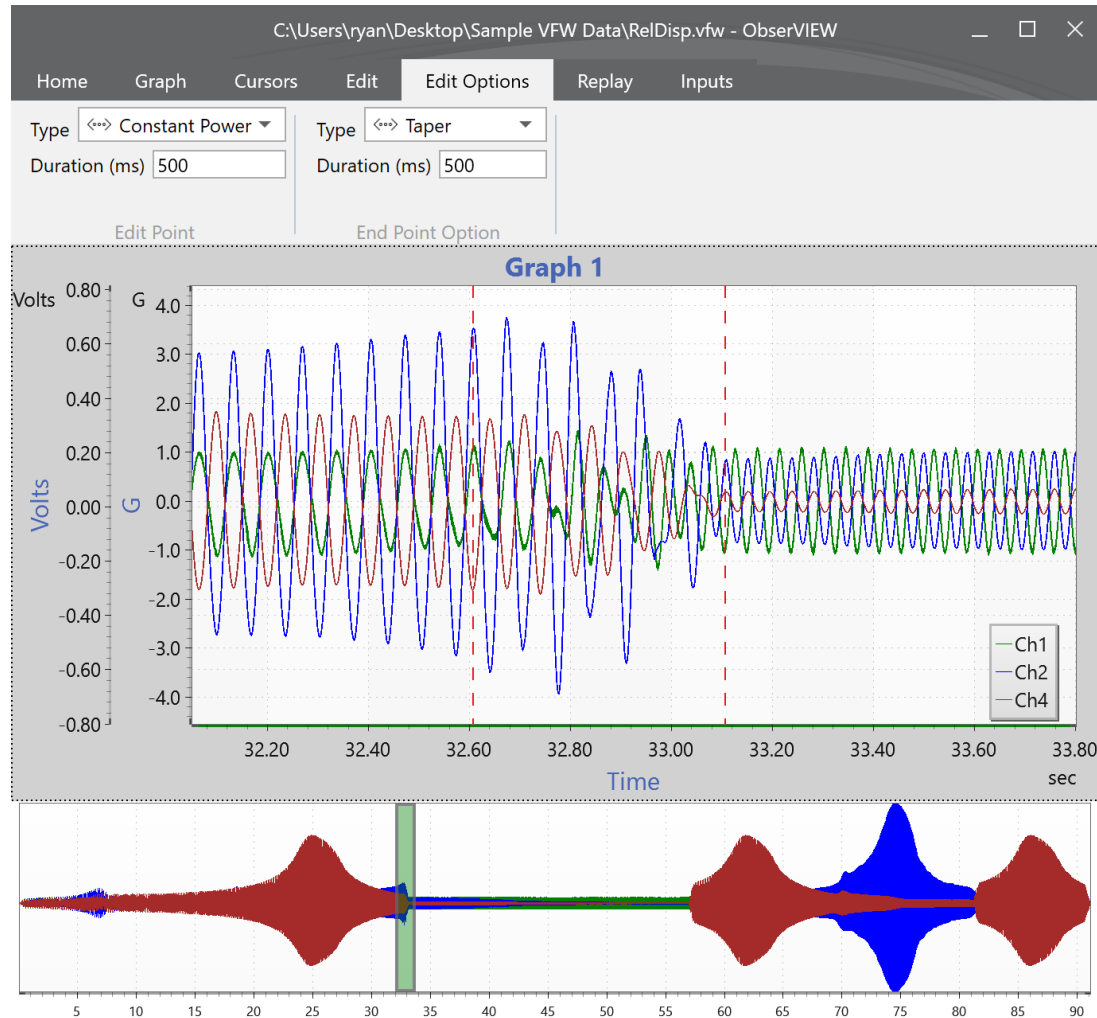 C:\Users\ryan\Desktop\Sample VFW Data\RelDisp.vfw - ObserVIEW
Home Graph Cursors Edit Edit Options Replay Inputs
Type Constant Power Type Taper
Duration (ms) 500 Duration (ms) 500
Edit Point End Point Option
Graph 1
Volts 0.80 G 4.0
0.60 3.0
0.40 2.0
0.20 1.0
Volts 0.00 G 0.0
-0.20 -1.0
-0.40 -2.0
-0.60 -3.0
-0.80 -4.0
Ch1
Ch2
Ch4
32.20 32.40 32.60 32.80 33.00 33.20 33.40 33.60 33.80
Time sec
5 10 15 20 25 30 35 40 45 50 55 60 65 70 75 80 85 90